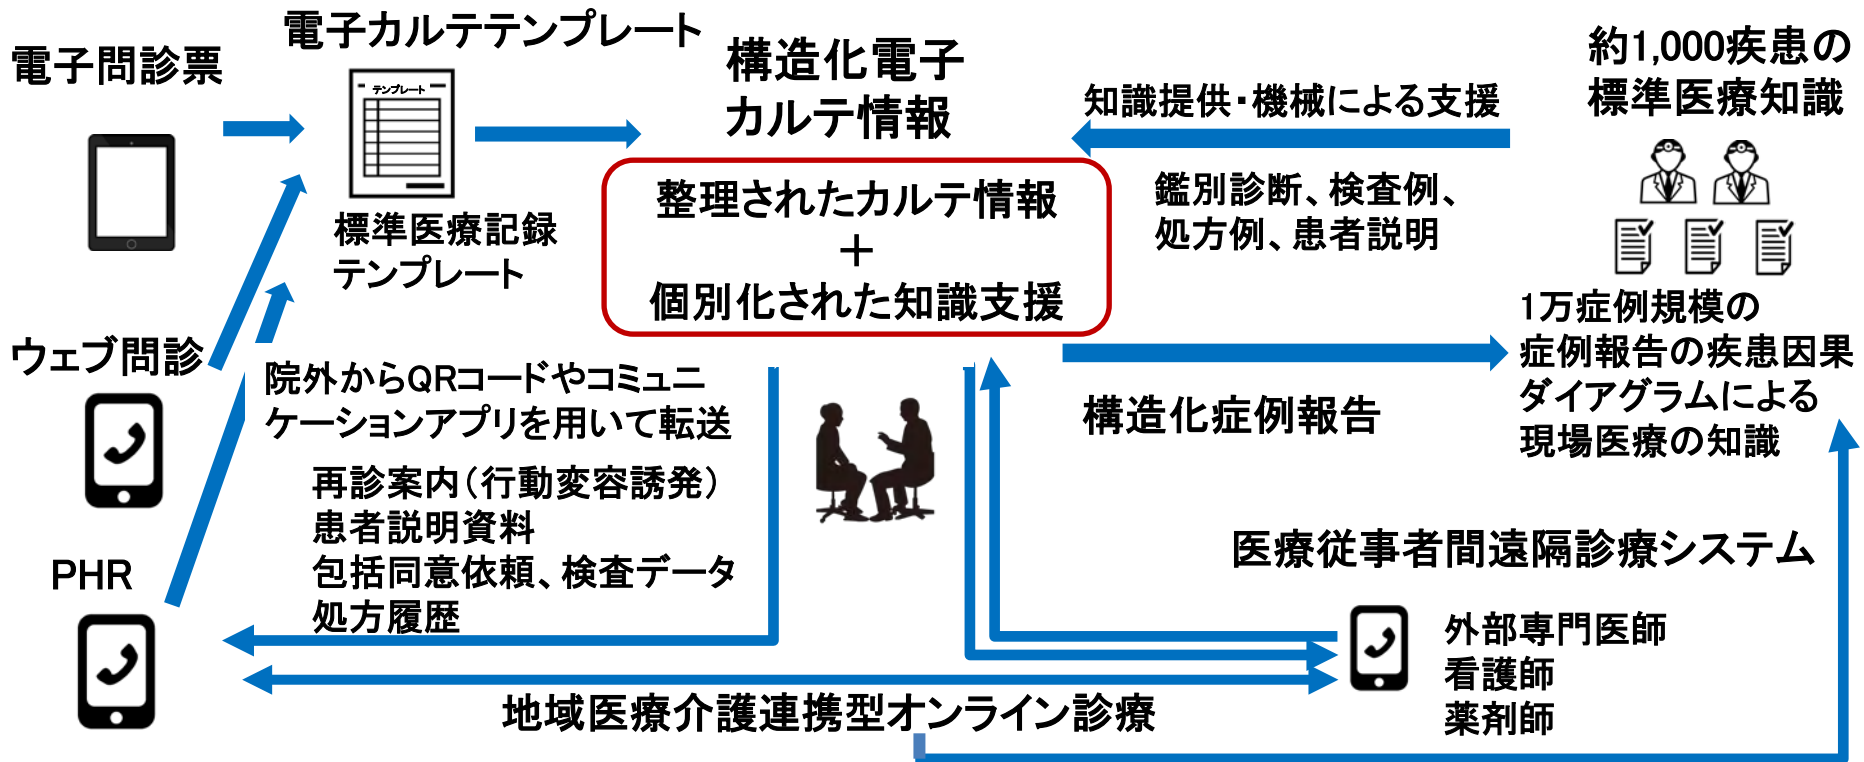 電子問診票
電子カルテテンプレート
テンプレート
標準医療記録
テンプレート
構造化電子
カルテ情報
整理されたカルテ情報
＋
個別化された知識支援
知識提供・機械による支援
鑑別診断、検査例、
処方例、患者説明
約1,000疾患の
標準医療知識
1万症例規模の
症例報告の疾患因果
ダイアグラムによる
現場医療の知識
ウェブ問診
院外からQRコードやコミュニ
ケーションアプリを用いて転送
再診案内（行動変容誘発）
患者説明資料
包括同意依頼、検査データ
処方履歴
構造化症例報告
PHR
医療従事者間遠隔診療システム
外部専門医師
看護師
薬剤師
地域医療介護連携型オンライン診療